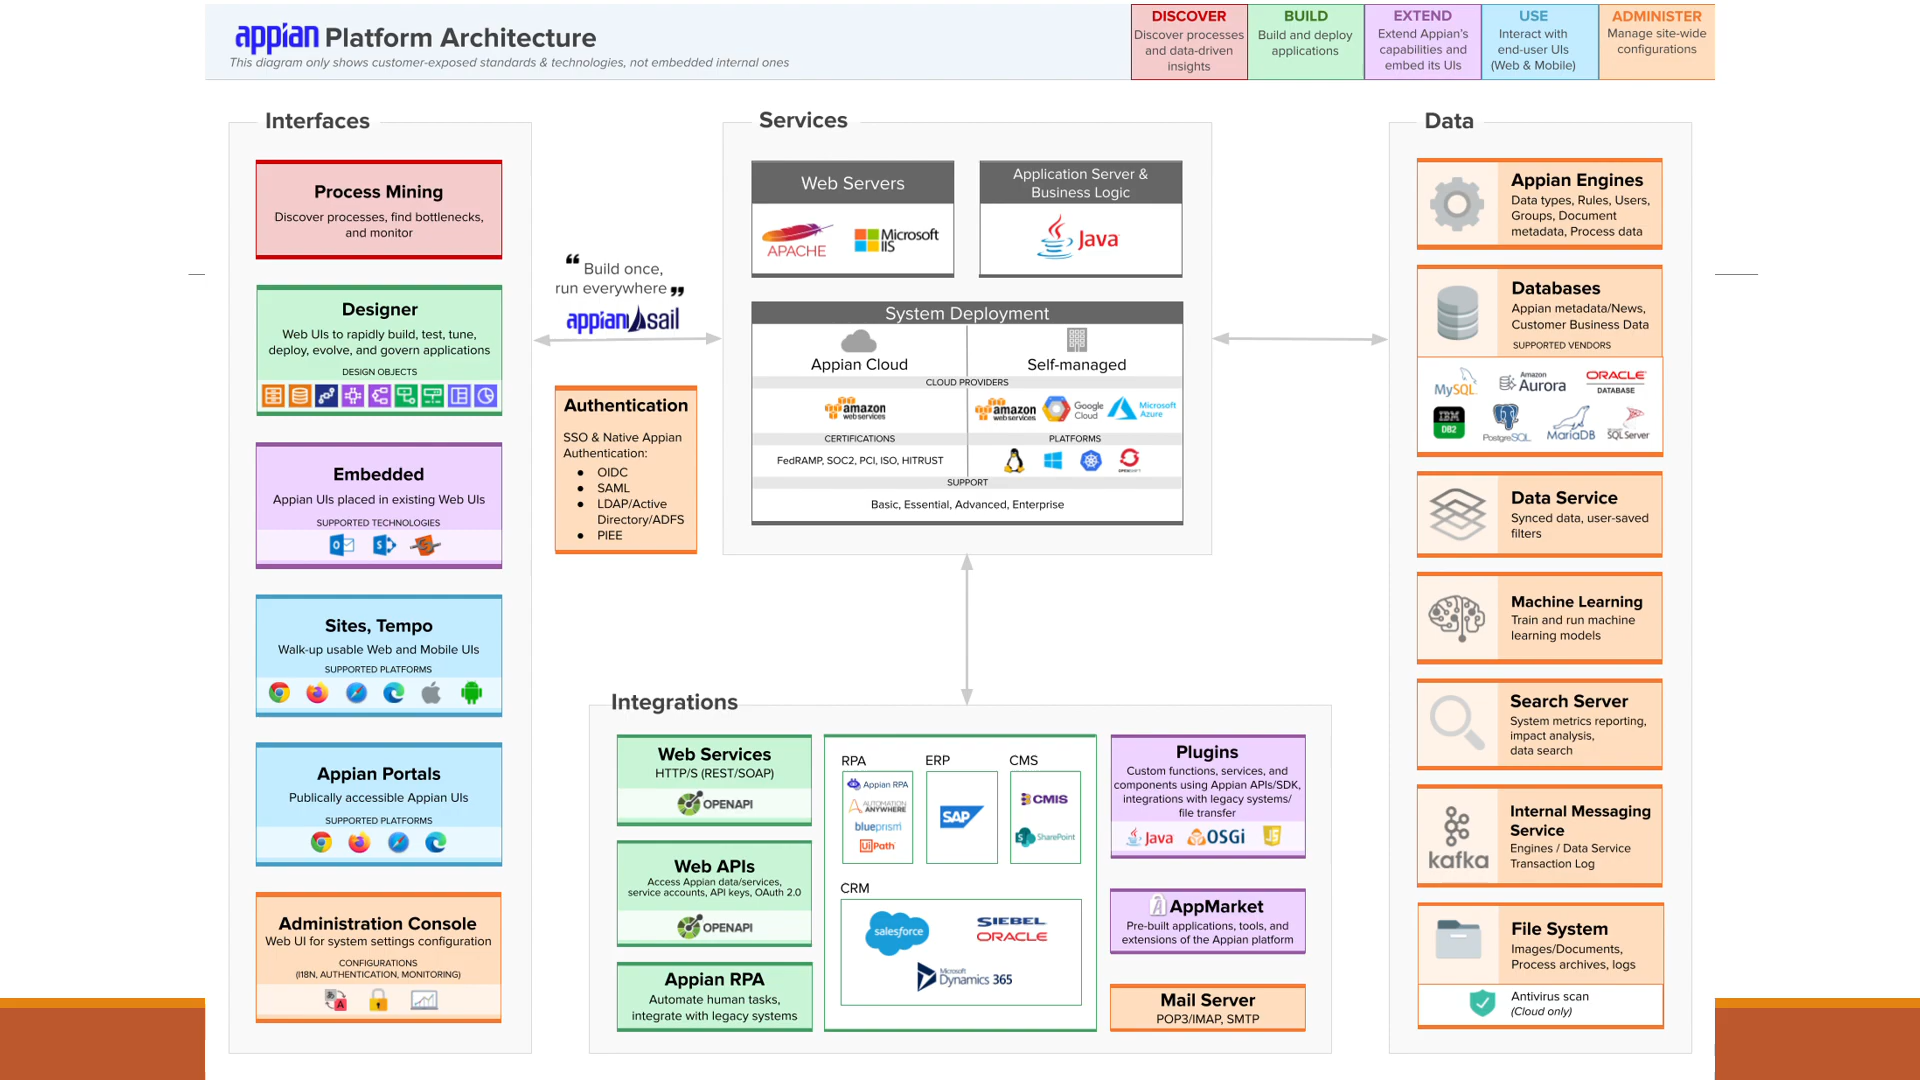 appian Platform Architecture
This diagram only shows customer-exposed standards & technologies, not embedded internal ones
DISCOVER
Discover processes
and data-driven
insights
BUILD
Build and deploy
applications
EXTEND
Extend Appian's
capabilities and
embed its UIs
USE
Interact with
end-user UIs
(Web & Mobile)
ADMINISTER
Manage site-wide
configurations
Interfaces
Process Mining
Discover processes, find bottlenecks,
and monitor
Designer
Web UIs to rapidly build, test, tune,
deploy, evolve, and govern applications
DESIGN OBJECTS
Embedded
Appian UIs placed in existing Web UIs
SUPPORTED TECHNOLOGIES
Sites, Tempo
Walk-up usable Web and Mobile UIs
SUPPORTED PLATFORMS
Appian Portals
Publically accessible Appian UIs
SUPPORTED PLATFORMS
Administration Console
Web UI for system settings configuration
CONFIGURATIONS
(I18N, AUTHENTICATION, MONITORING)
“ Build once,
run everywhere ”
appian sail
Authentication
SSO & Native Appian
Authentication:
● OIDC
● SAML
● LDAP/Active
Directory/ADFS
● PIEE
Services
Web Servers
APACHE
Microsoft
IIS
Application Server &
Business Logic
Java
System Deployment
Appian Cloud
Self-managed
CLOUD PROVIDERS
amazon
webservices
amazon
webservices
Google
Cloud
Microsoft
Azure
CERTIFICATIONS
PLATFORMS
FedRAMP, SOC2, PCI, ISO, HITRUST
OPENSHIFT
SUPPORT
Basic, Essential, Advanced, Enterprise
Integrations
Web Services
HTTP/S (REST/SOAP)
OPENAPI
Web APIs
Access Appian data/services,
service accounts, API keys, OAuth 2.0
OPENAPI
Appian RPA
Automate human tasks,
integrate with legacy systems
RPA
Appian RPA
AUTOMATION
ANYWHERE
blueprism
UiPath
ERP
SAP
CMS
CMIS
SharePoint
CRM
salesforce
SIEBEL
ORACLE
Microsoft
Dynamics 365
Plugins
Custom functions, services, and
components using Appian APIs/SDK,
integrations with legacy systems/
file transfer
Java
OSGi
JS
AppMarket
Pre-built applications, tools, and
extensions of the Appian platform
Mail Server
POP3/IMAP, SMTP
Data
Appian Engines
Data types, Rules, Users,
Groups, Document
metadata, Process data
Databases
Appian metadata/News,
Customer Business Data
SUPPORTED VENDORS
MySQL
Amazon
Aurora
ORACLE
DATABASE
IBM
DB2
PostgreSQL
MariaDB
SQL Server
Data Service
Synced data, user-saved
filters
Machine Learning
Train and run machine
learning models
Search Server
System metrics reporting,
impact analysis,
data search
Internal Messaging
Service
Engines / Data Service
Transaction Log
kafka
File System
Images/Documents,
Process archives, logs
Antivirus scan
(Cloud only)